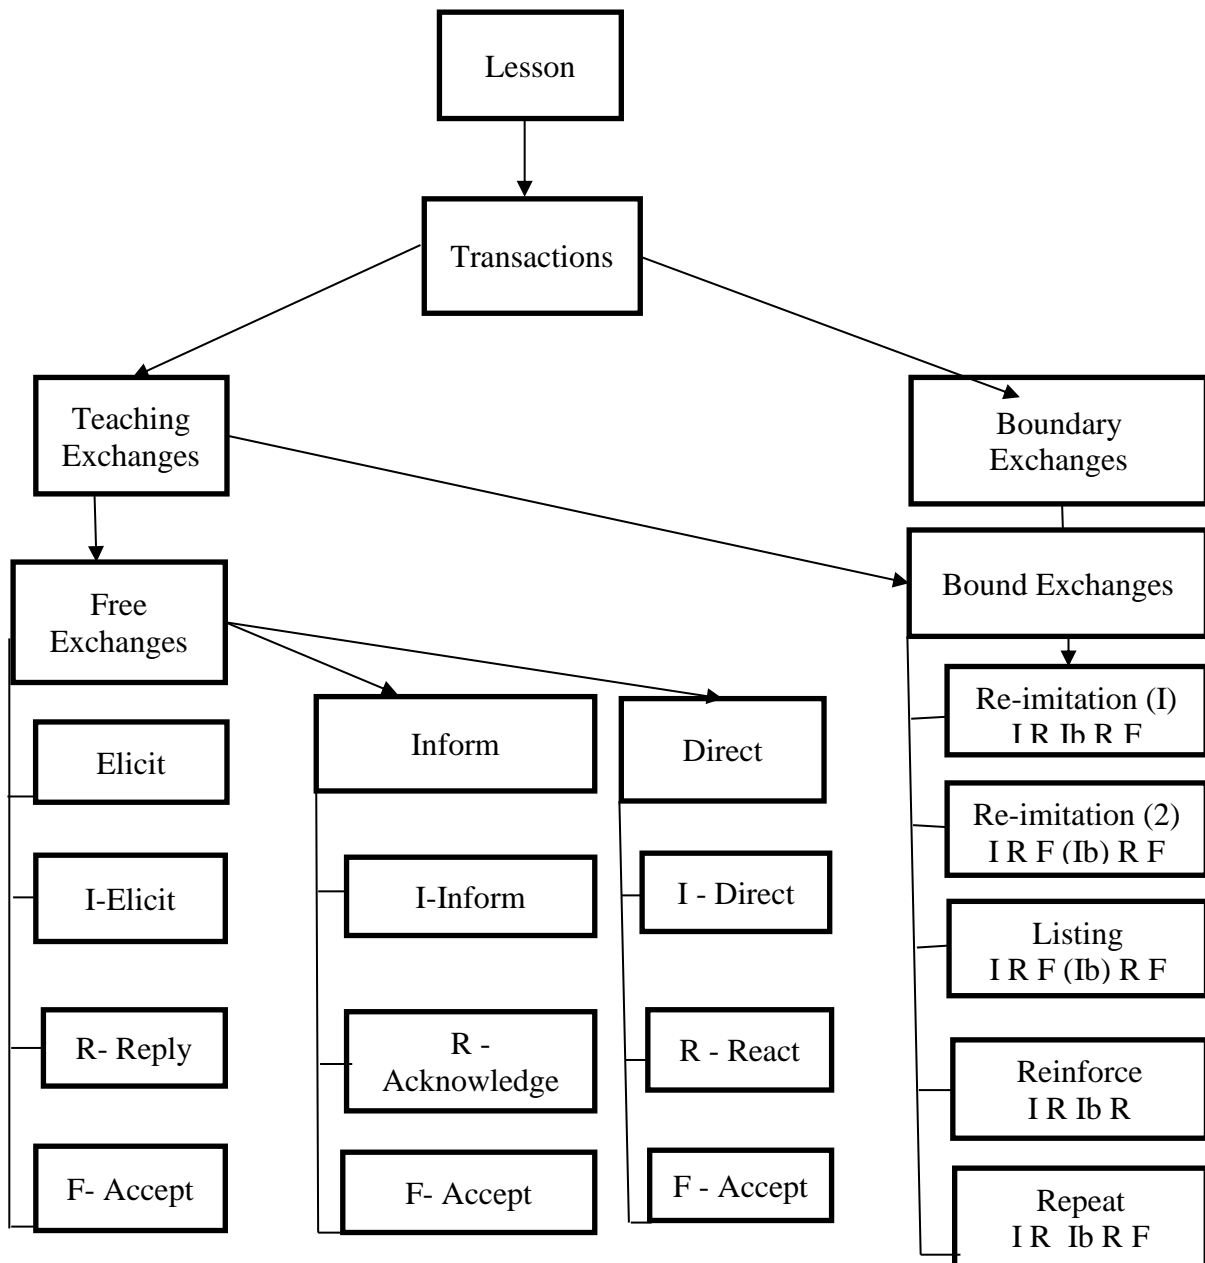 Lesson
Transactions
Teaching
Exchanges
Boundary
Exchanges
Free
Exchanges
Bound Exchanges
Elicit
Inform
Direct
Re-imitation (I)
I R Ib R F
I-Elicit
I-Inform
I - Direct
Re-imitation (2)
I R F (Ib) R F
Listing
I R F (Ib) R F
R- Reply
R -
Acknowledge
R - React
Reinforce
I R Ib R
F- Accept
F- Accept
F - Accept
Repeat
I R Ib R F